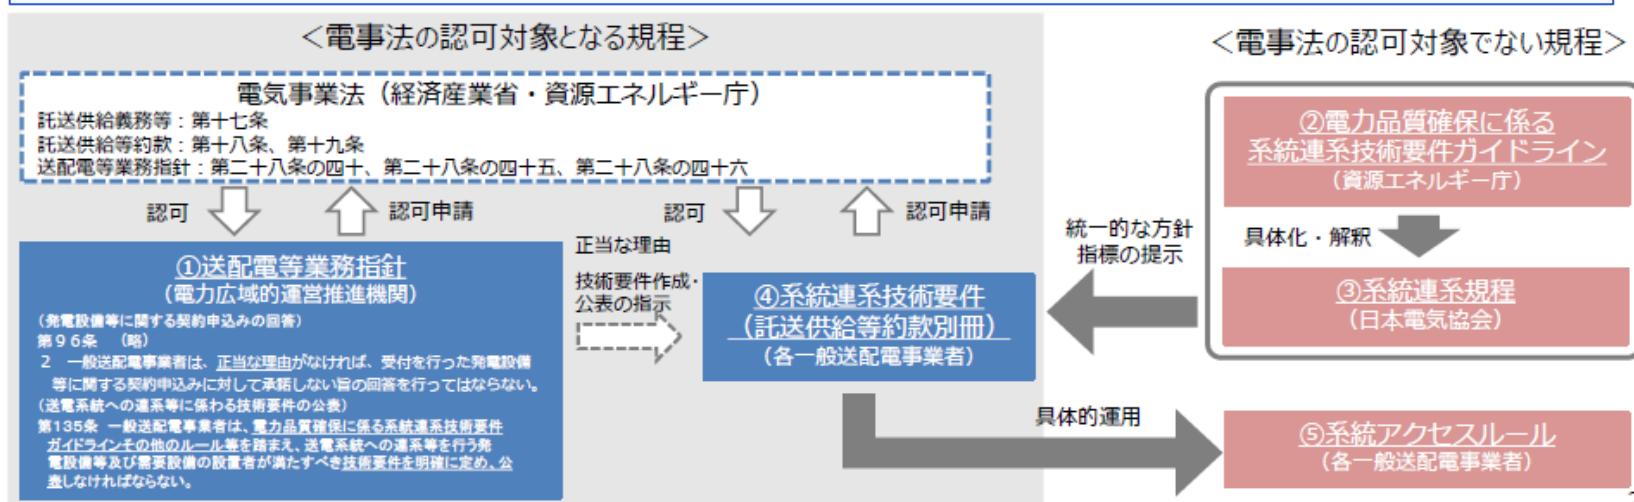 ＜電事法の認可対象となる規程＞
＜電事法の認可対象でない規程＞
電気事業法（経済産業省・資源エネルギー庁）
託送供給義務等：第十七条
託送供給等約款：第十八条、第十九条
送配電等業務指針：第二十八条の四十、第二十八条の四十五、第二十八条の四十六
認可
認可申請
認可
認可申請
①送配電等業務指針
（電力広域的運営推進機関）
（発電設備等に関する契約申込みの回答）
第９６条　（略）
２　一般送配電事業者は、正当な理由がなければ、受付を行った発電設備
等に関する契約申込みに対して承諾しない旨の回答を行ってはならない。
（送電系統への連系等に係わる技術要件の公表）
第135条 一般送配電事業者は、電力品質確保に係る系統連系技術要件
ガイドラインその他のルール等を踏まえ、送電系統への連系等を行う発
電設備等及び需要設備の設置者が満たすべき技術要件を明確に定め、公
表しなければならない。
正当な理由
技術要件作成・
公表の指示
④系統連系技術要件
（託送供給等約款別冊）
（各一般送配電事業者）
統一的な方針
指標の提示
②電力品質確保に係る
系統連系技術要件ガイドライン
（資源エネルギー庁）
具体化・解釈
③系統連系規程
（日本電気協会）
具体的運用
⑤系統アクセスルール
（各一般送配電事業者）